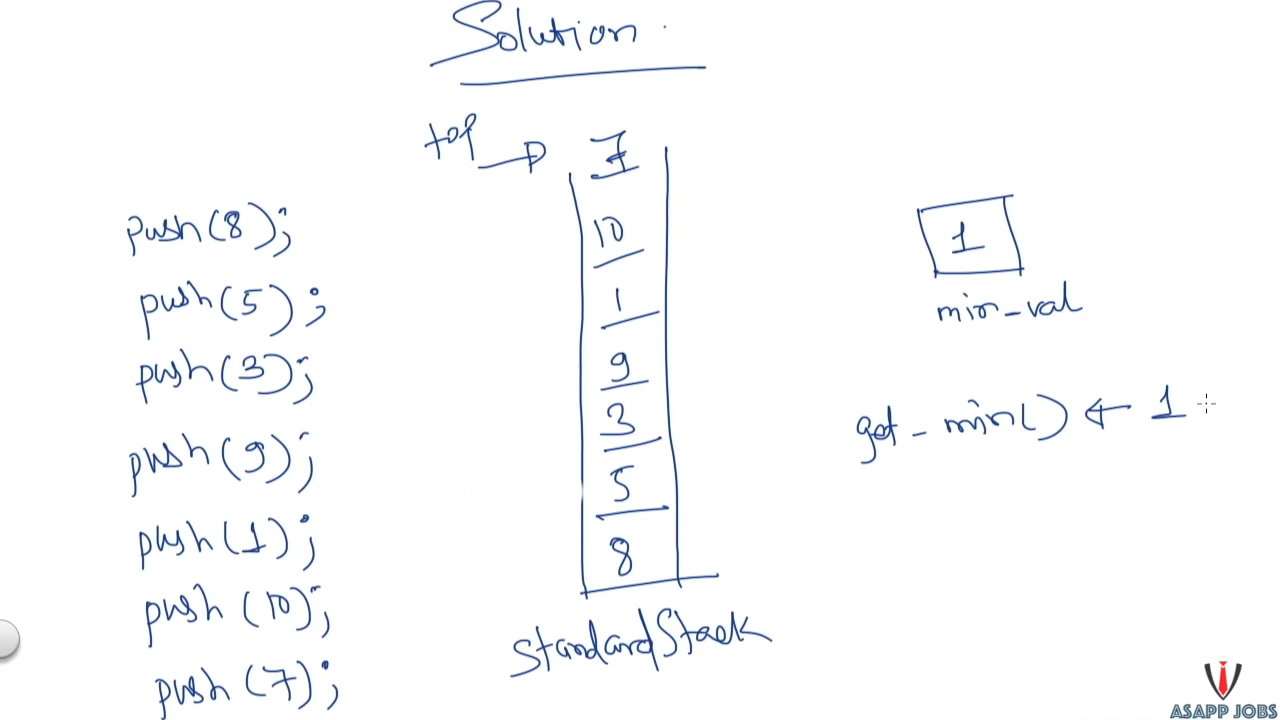 Solution
top
7
10
1
9
3
5
8
standardStack
push(8);
push(5);
push(3);
push(9);
push(1);
push(10);
push(7);
1
min_val
get_min() ← 1
ASAPP JOBS